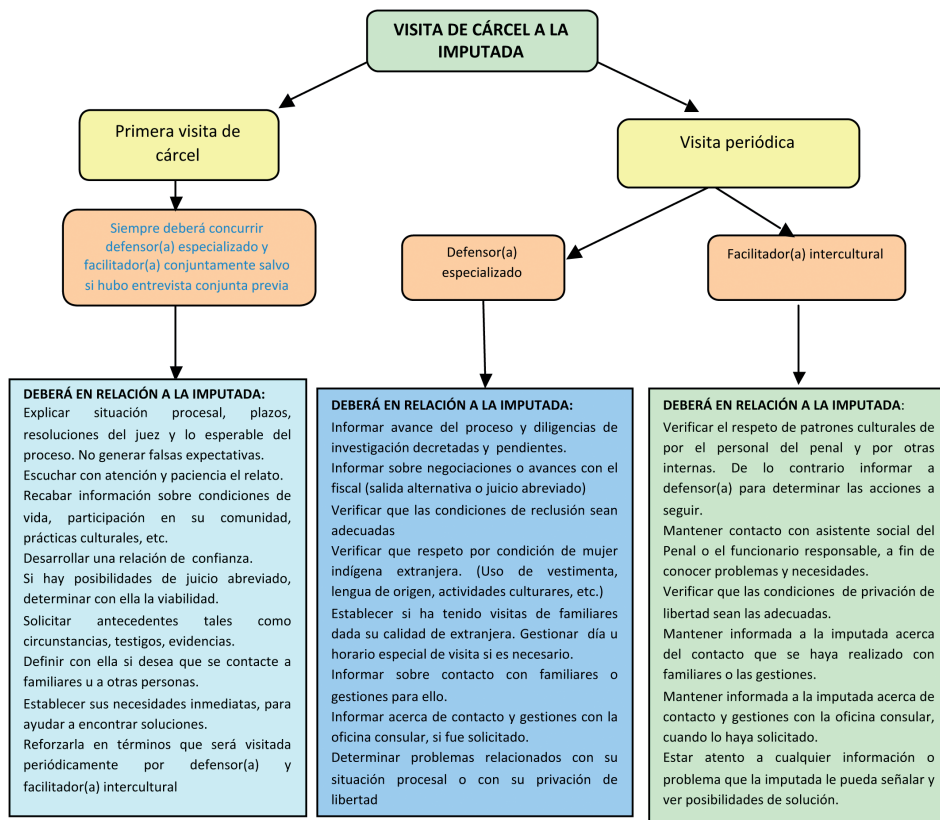 VISITA DE CÁRCEL A LA
IMPUTADA
Primera visita de
cárcel
Visita periódica
Siempre deberá concurrir
defensor(a) especializado y
facilitador(a) conjuntamente salvo
si hubo entrevista conjunta previa
Defensor(a)
especializado
Facilitador(a) intercultural
DEBERÁ EN RELACIÓN A LA IMPUTADA:
Explicar situación procesal, plazos,
resoluciones del juez y lo esperable del
proceso. No generar falsas expectativas.
Escuchar con atención y paciencia el relato.
Recabar información sobre condiciones de
vida, participación en su comunidad,
prácticas culturales, etc.
Desarrollar una relación de confianza.
Si hay posibilidades de juicio abreviado,
determinar con ella la viabilidad.
Solicitar antecedentes tales como
circunstancias, testigos, evidencias.
Definir con ella si desea que se contacte a
familiares u a otras personas.
Establecer sus necesidades inmediatas, para
ayudar a encontrar soluciones.
Reforzarla en términos que será visitada
periódicamente por defensor(a) y
facilitador(a) intercultural
DEBERÁ EN RELACIÓN A LA IMPUTADA:
Informar avance del proceso y diligencias de
investigación decretadas y pendientes.
Informar sobre negociaciones o avances con el
fiscal (salida alternativa o juicio abreviado)
Verificar que las condiciones de reclusión sean
adecuadas
Verificar que respeto por condición de mujer
indígena extranjera. (Uso de vestimenta,
lengua de origen, actividades culturares, etc.)
Establecer si ha tenido visitas de familiares
dada su calidad de extranjera. Gestionar día u
horario especial de visita si es necesario.
Informar sobre contacto con familiares o
gestiones para ello.
Informar acerca de contacto y gestiones con la
oficina consular, si fue solicitado.
Determinar problemas relacionados con su
situación procesal o con su privación de
libertad
DEBERÁ EN RELACIÓN A LA IMPUTADA:
Verificar el respeto de patrones culturales de
por el personal del penal y por otras
internas. De lo contrario informar a
defensor(a) para determinar las acciones a
seguir.
Mantener contacto con asistente social del
Penal o el funcionario responsable, a fin de
conocer problemas y necesidades.
Verificar que las condiciones de privación de
libertad sean las adecuadas.
Mantener informada a la imputada acerca
del contacto que se haya realizado con
familiares o las gestiones.
Mantener informada a la imputada acerca de
contacto y gestiones con la oficina consular,
cuando lo haya solicitado.
Estar atento a cualquier información o
problema que la imputada le pueda señalar y
ver posibilidades de solución.